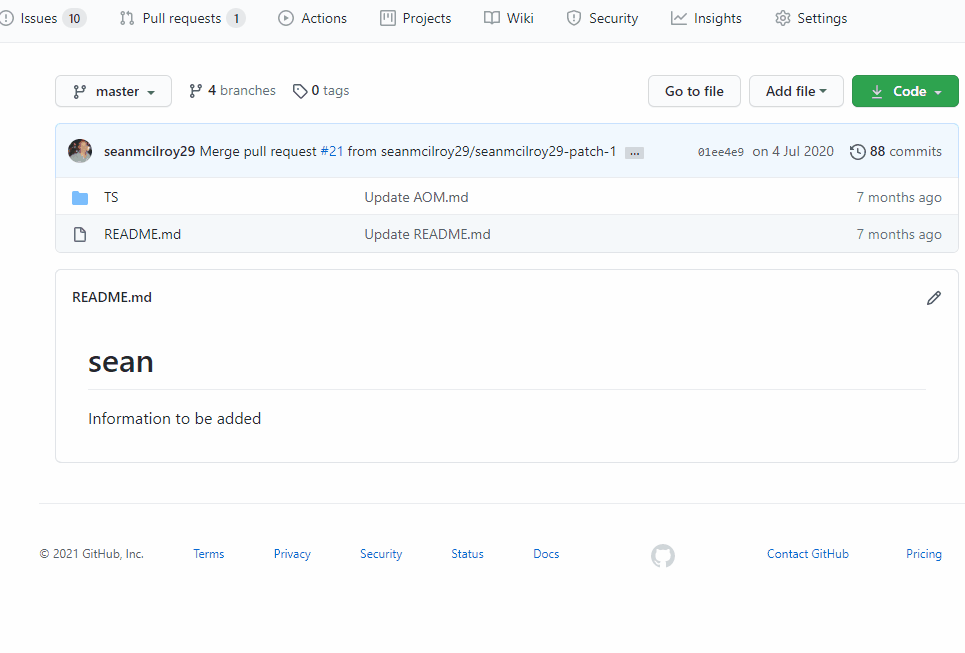 Issues 10 Pull requests 1 Actions Projects Wiki Security Insights Settings
master 4 branches 0 tags Go to file Add file Code
seanmcilroy29 Merge pull request #21 from seanmcilroy29/seanmcilroy29-patch-1 ... 01ee4e9 on 4 Jul 2020 88 commits
TS Update AOM.md 7 months ago
README.md Update README.md 7 months ago
README.md
sean
Information to be added
© 2021 GitHub, Inc. Terms Privacy Security Status Docs Contact GitHub Pricing